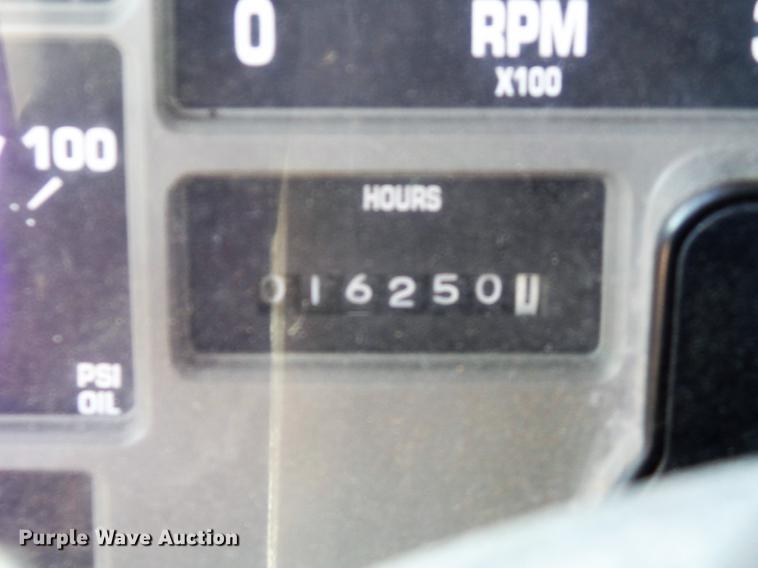 0 RPM
X100
100
HOURS
016250
PSI
OIL
Purple Wave Auction